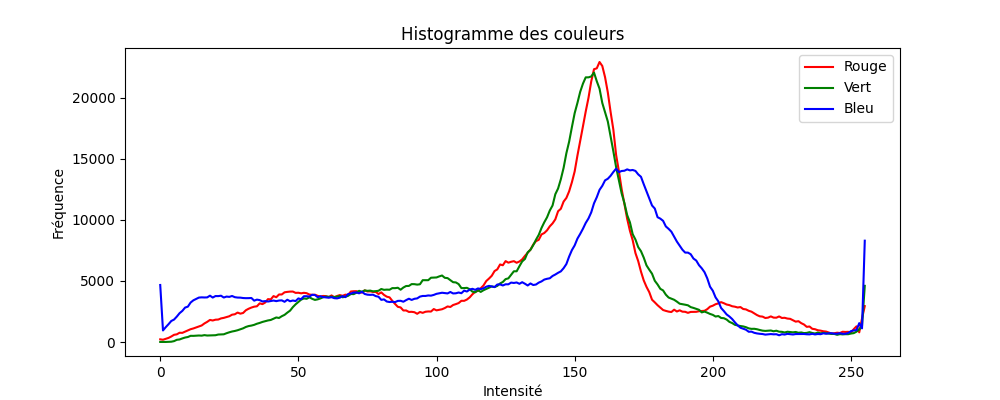 Histogramme des couleurs
Rouge
Vert
Bleu
Fréquence
20000
15000
10000
5000
0
0 50 100 150 200 250
Intensité